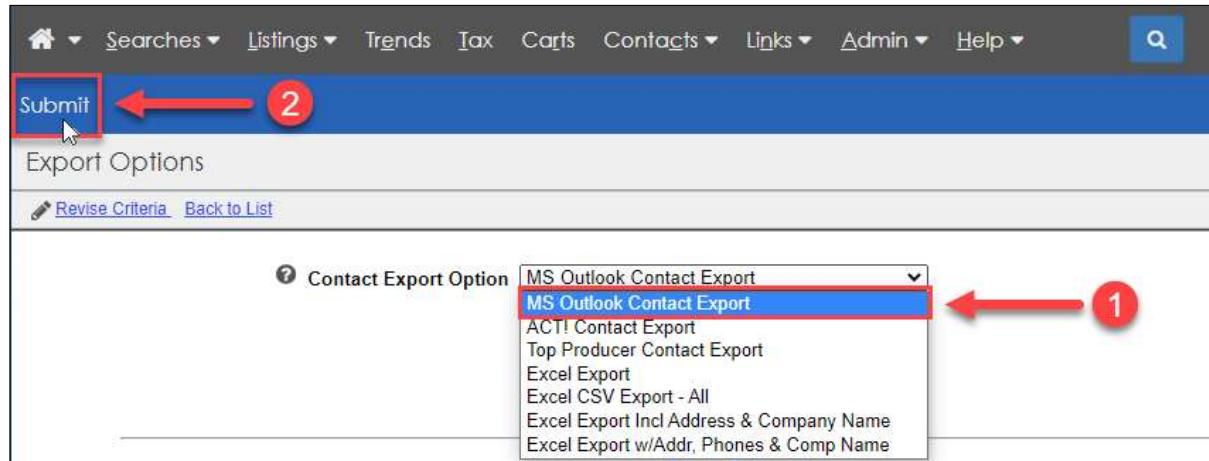 Searches Listings Trends Tax Carts Contacts Links Admin Help
Submit 2
Export Options
Revise Criteria Back to List
? Contact Export Option MS Outlook Contact Export
MS Outlook Contact Export 1
ACT! Contact Export
Top Producer Contact Export
Excel Export
Excel CSV Export - All
Excel Export Incl Address & Company Name
Excel Export w/Addr, Phones & Comp Name